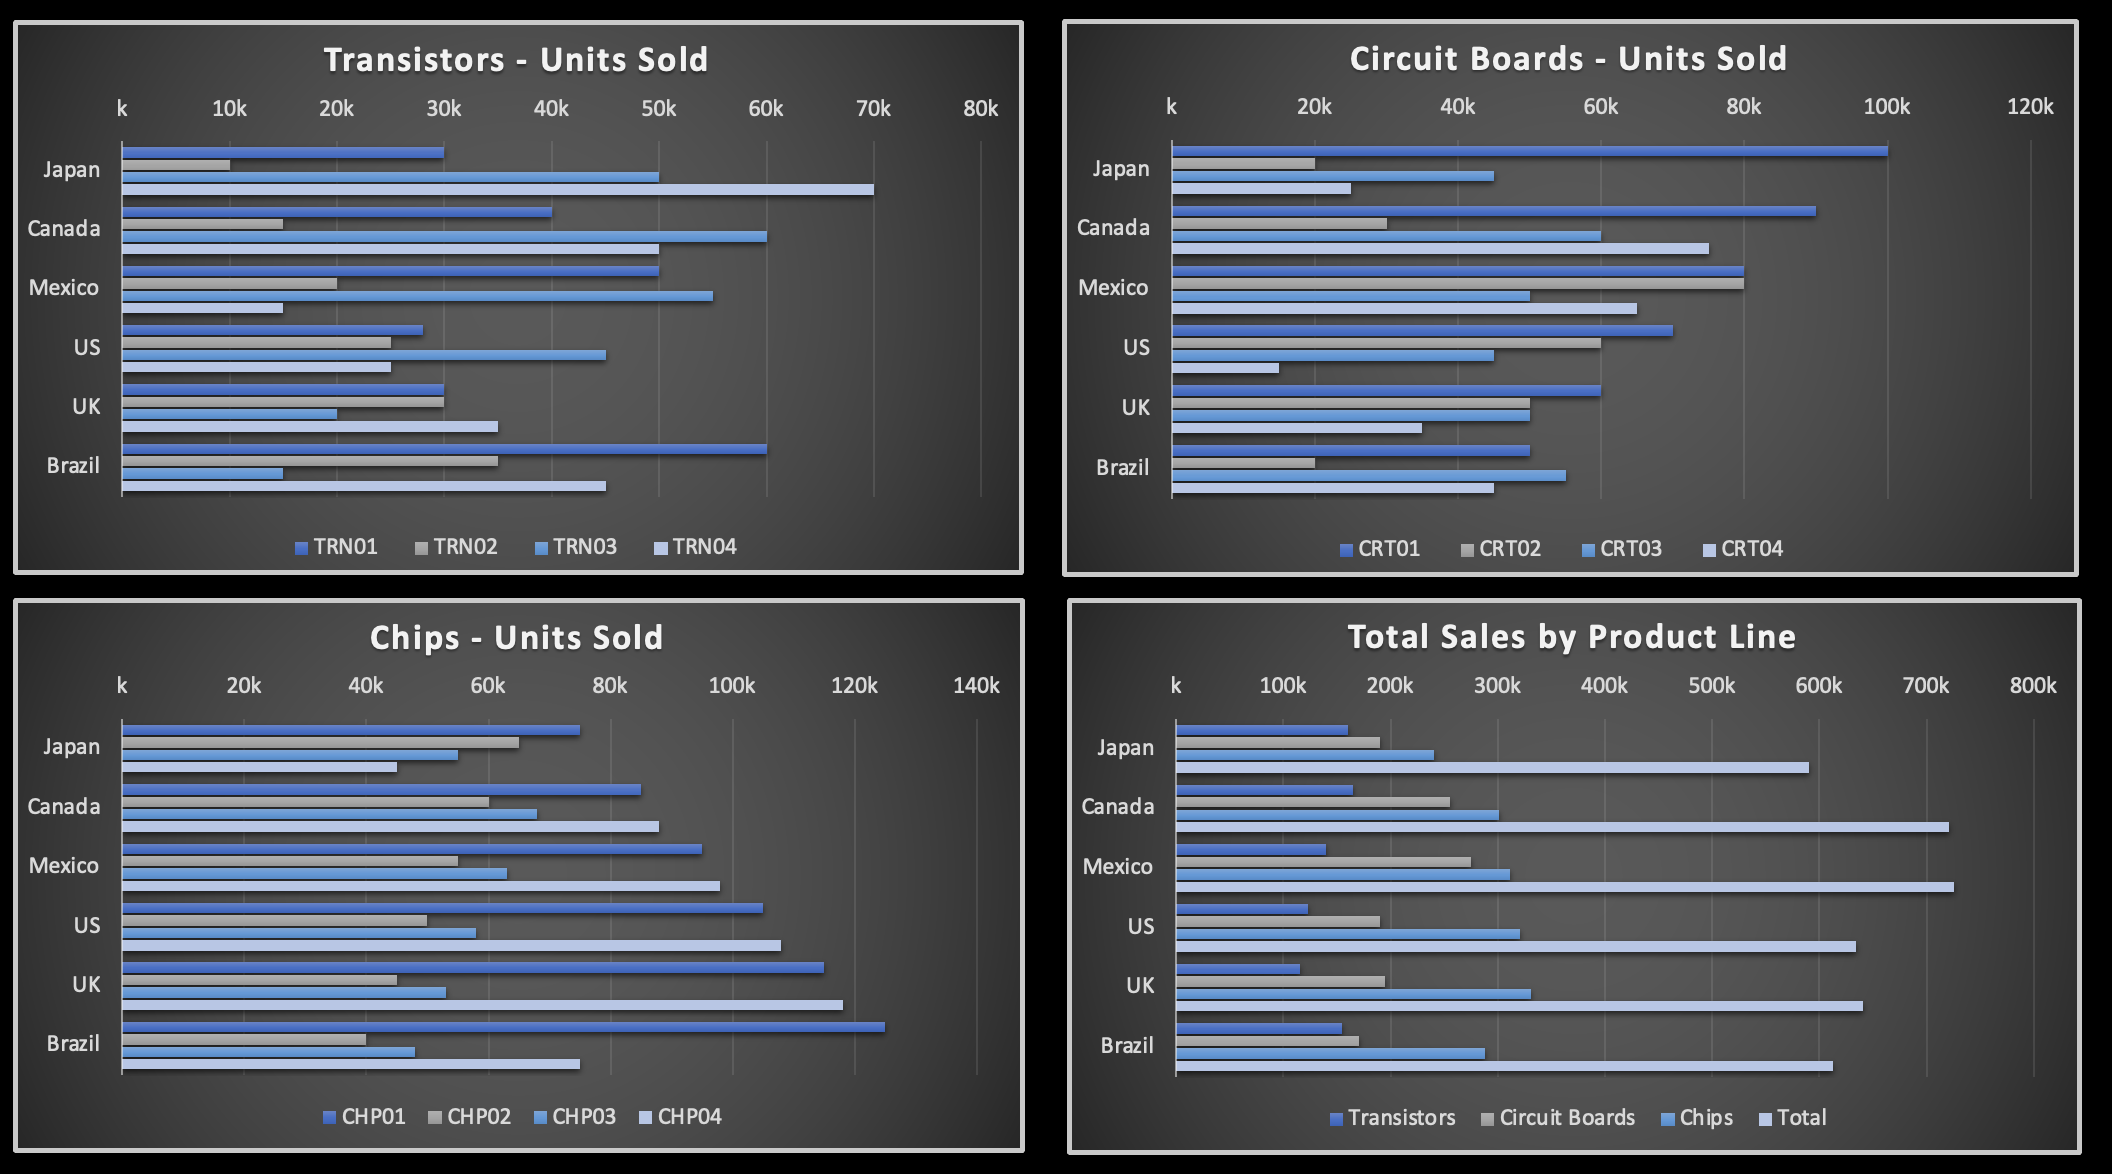 Transistors - Units Sold
k 10k 20k 30k 40k 50k 60k 70k 80k
Japan
Canada
Mexico
US
UK
Brazil
TRN01 TRN02 TRN03 TRN04
Circuit Boards - Units Sold
k 20k 40k 60k 80k 100k 120k
Japan
Canada
Mexico
US
UK
Brazil
CRT01 CRT02 CRT03 CRT04
Chips - Units Sold
k 20k 40k 60k 80k 100k 120k 140k
Japan
Canada
Mexico
US
UK
Brazil
CHP01 CHP02 CHP03 CHP04
Total Sales by Product Line
k 100k 200k 300k 400k 500k 600k 700k 800k
Japan
Canada
Mexico
US
UK
Brazil
Transistors Circuit Boards Chips Total